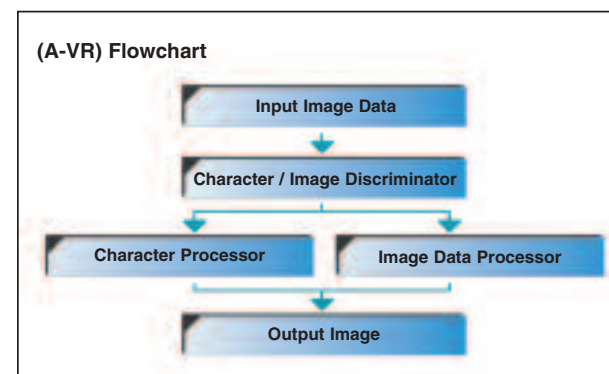 (A-VR) Flowchart
Input Image Data
Character / Image Discriminator
Character Processor
Image Data Processor
Output Image